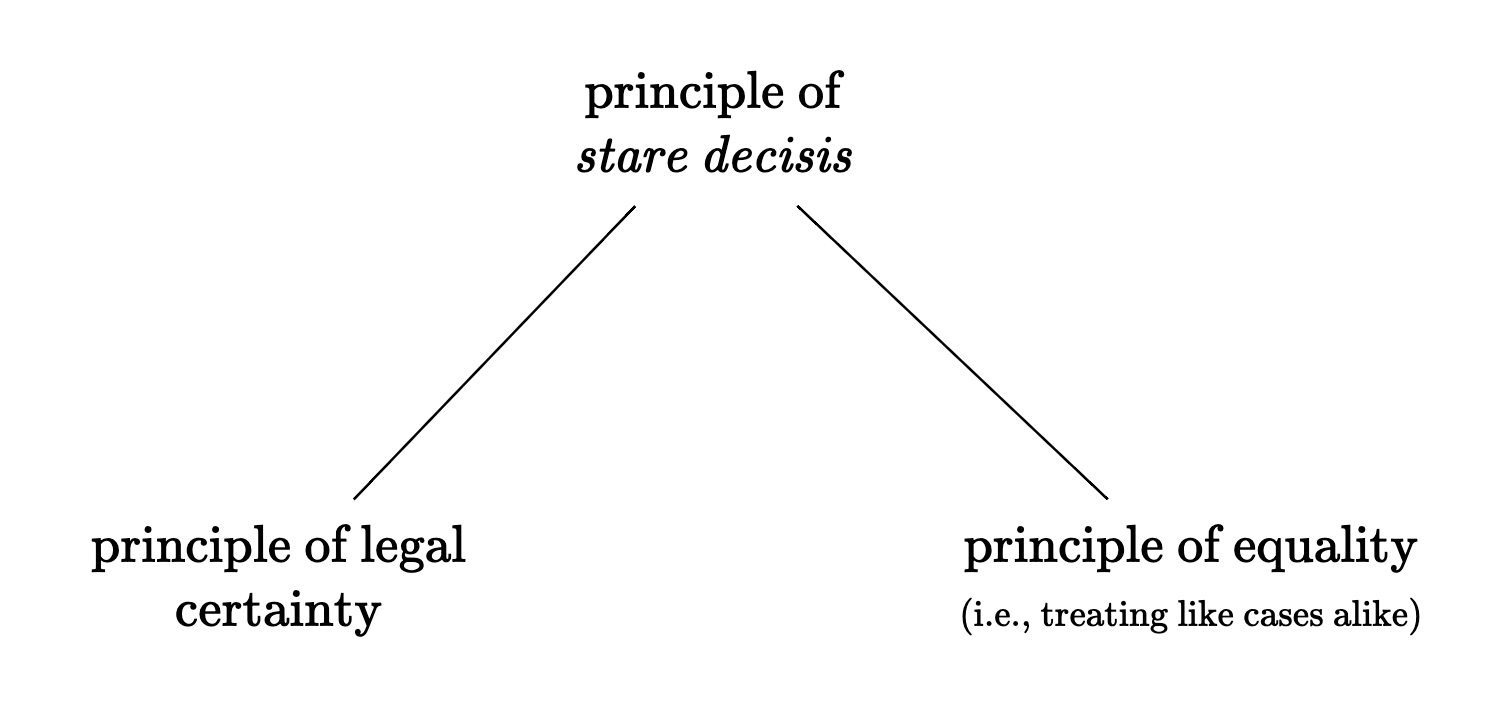 principle of
stare decisis
principle of legal
certainty
principle of equality
(i.e., treating like cases alike)